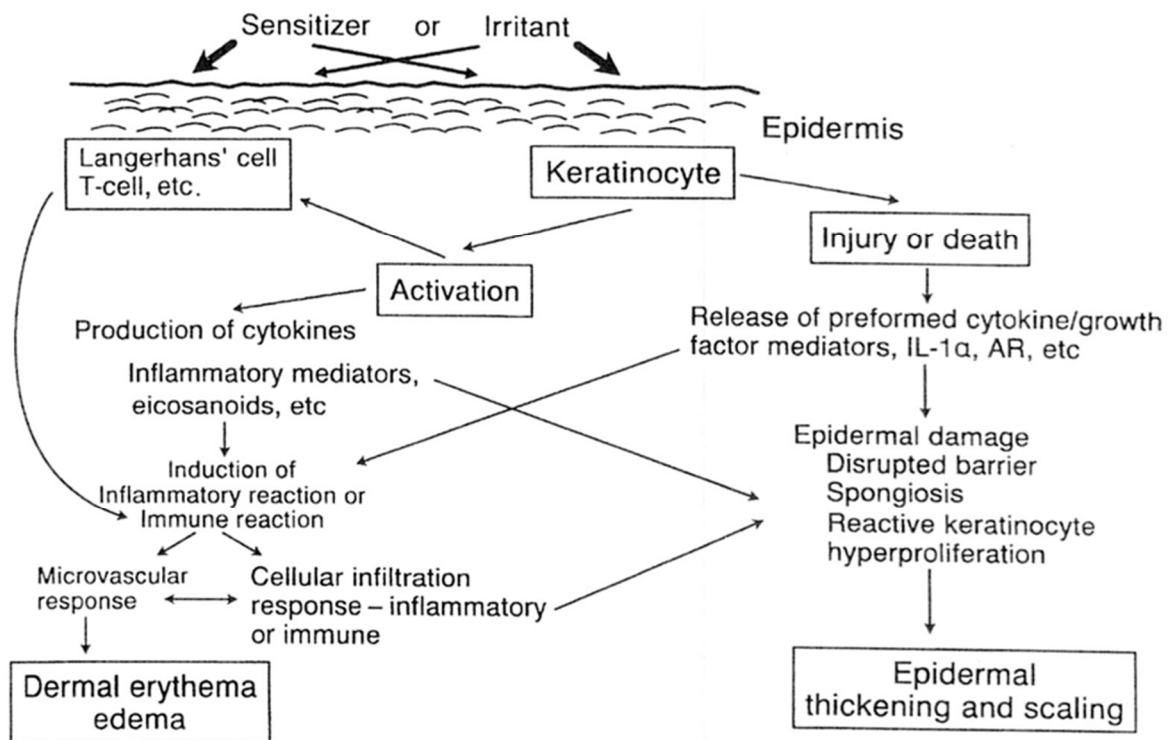 Sensitizer or Irritant
Epidermis
Langerhans' cell
T-cell, etc.
Keratinocyte
Injury or death
Activation
Production of cytokines
Release of preformed cytokine/growth
factor mediators, IL-1α, AR, etc
Inflammatory mediators,
eicosanoids, etc
Epidermal damage
Disrupted barrier
Spongiosis
Reactive keratinocyte
hyperproliferation
Induction of
Inflammatory reaction or
Immune reaction
Microvascular
response
Cellular infiltration
response – inflammatory
or immune
Dermal erythema
edema
Epidermal
thickening and scaling